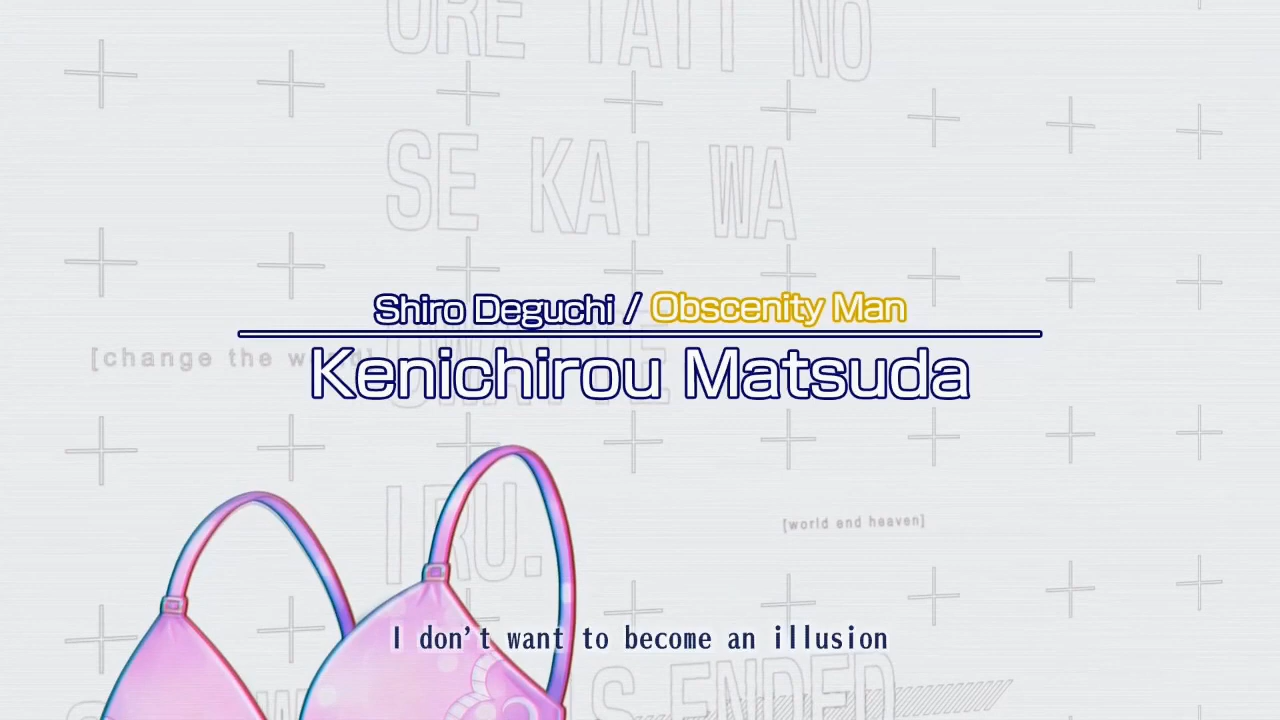 ORE TATI NO
SE KAI WA
Shiro Deguchi / Obscenity Man
[change the
Kenichirou Matsuda
OWATTE
IRU.
[world end heaven]
I don't want to become an illusion
ENDED